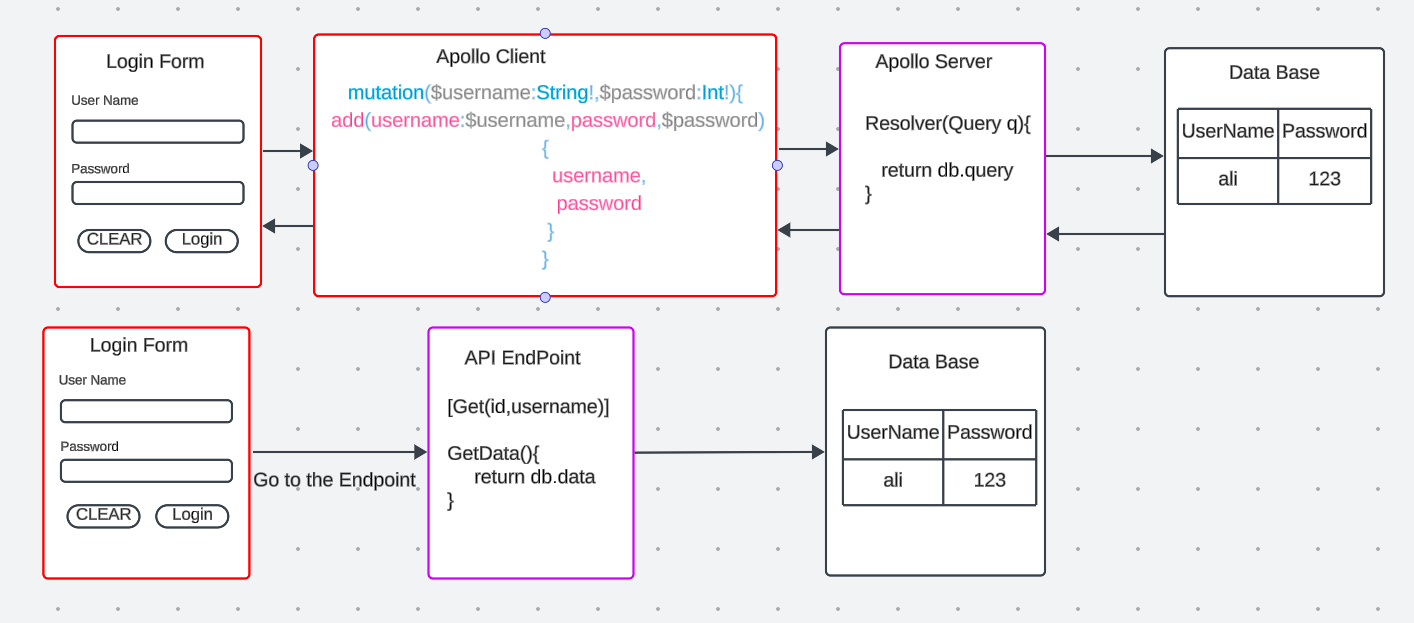 Login Form
User Name
Password
CLEAR
Login
Apollo Client
mutation($username:String!,$password:Int!){
add(username:$username,password,$password)
{
username,
password
}
}
Apollo Server
Resolver(Query q){
return db.query
}
Data Base
UserName
Password
ali
123
Login Form
User Name
Password
CLEAR
Login
Go to the Endpoint
API EndPoint
[Get(id,username)]
GetData(){
return db.data
}
Data Base
UserName
Password
ali
123